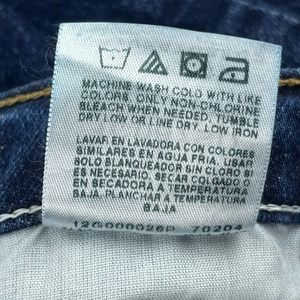 MACHINE WASH COLD WITH LIKE
COLORS. ONLY NON-CHLORINE
BLEACH WHEN NEEDED. TUMBLE
DRY LOW OR LINE DRY. LOW IRON
LAVAR EN LAVADORA CON COLORES
SIMILARES EN AGUA FRIA. USAR
SOLO BLANQUEADOR SIN CLORO SI
ES NECESARIO. SECAR COLGADO O
EN SECADORA A TEMPERATURA
BAJA. PLANCHAR A TEMPERATURA
BAJA
70204